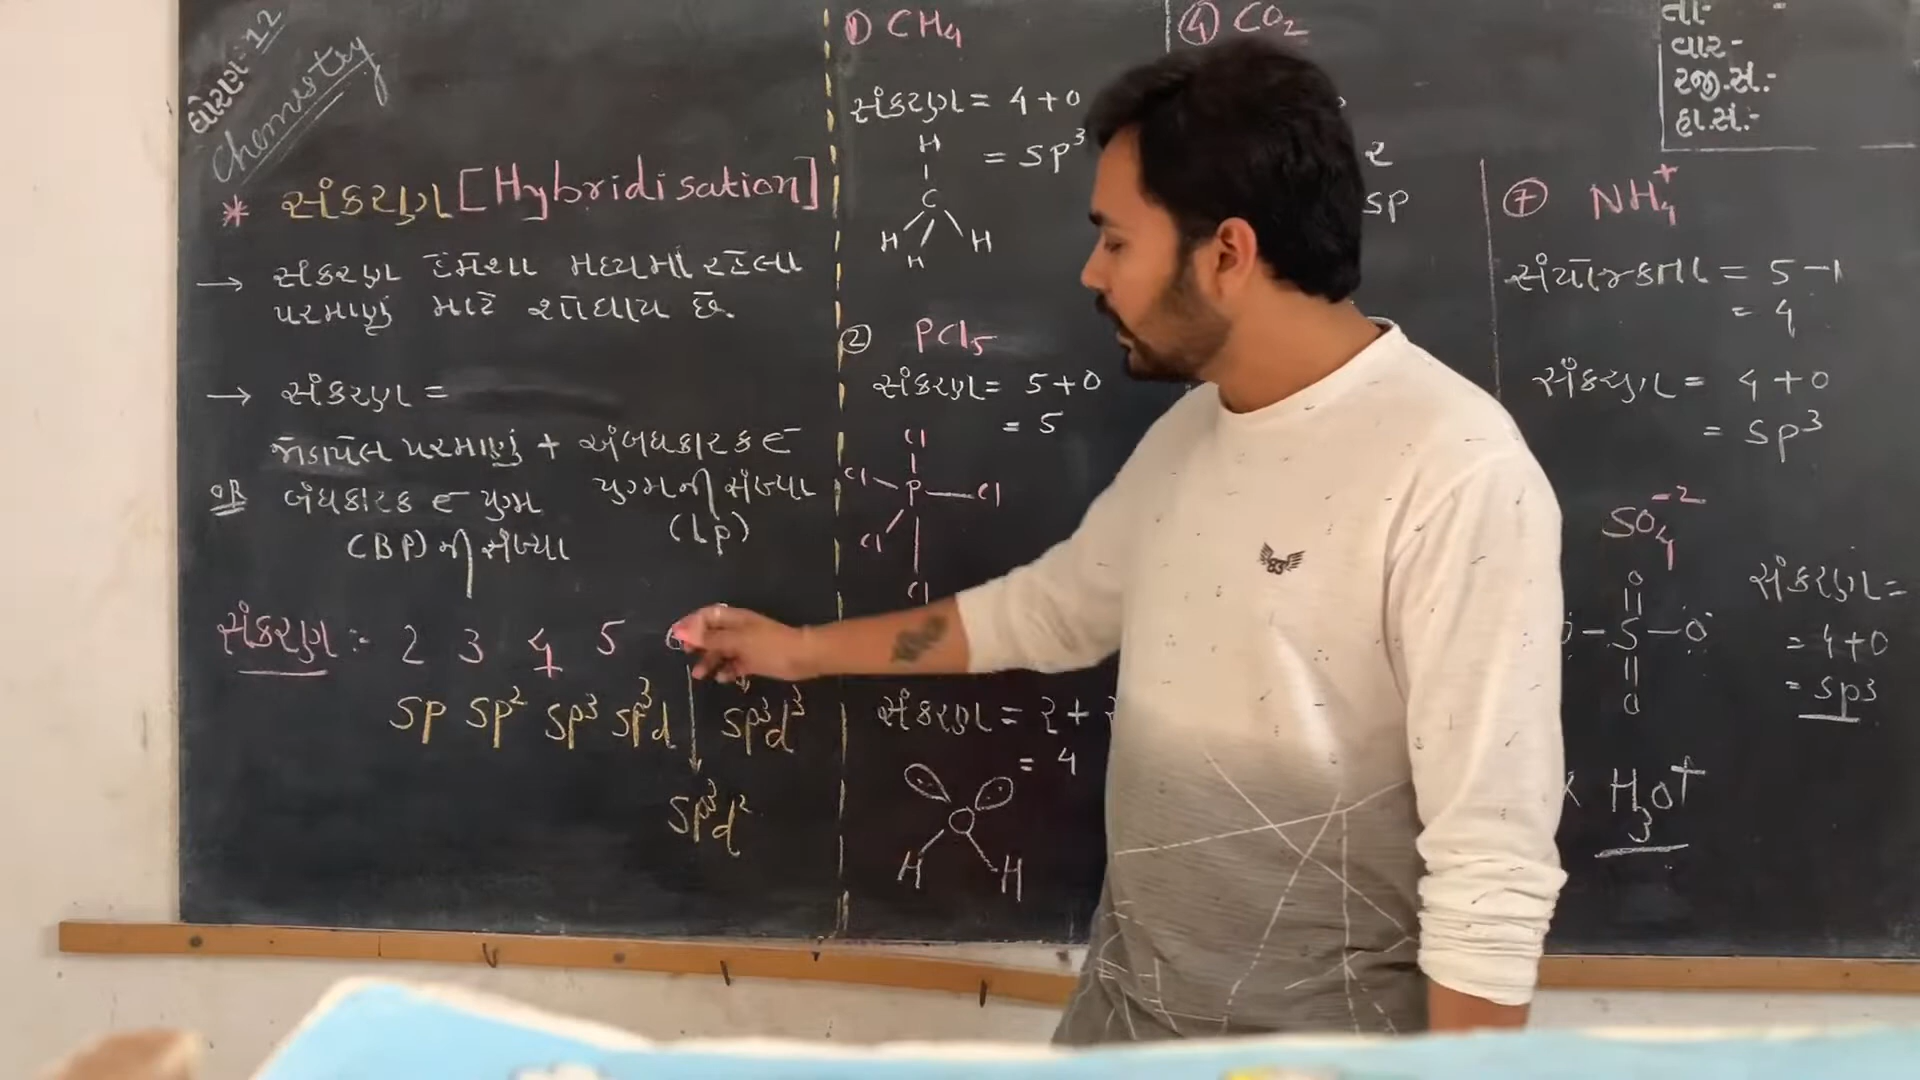 ધોરણ-12
Chemistry
* સંકરણ [Hybridisation]
→ સંકરણ હંમેશા મધ્યમાં રહેલા
પરમાણું માટે શોધાય છે.
→ સંકરણ =
જોડાયેલ પરમાણું + અબંધકારક e⁻
યુગ્મની સંખ્યા
(LP)
OR બંધકારક e⁻ યુગ્મ
(BP) ની સંખ્યા
સંકરણ :- 2 3 4 5
sp sp² sp³ sp³d sp³d³
sp³d²
① CH₄
સંકરણ = 4+0
= sp³
H
C
H H H
② PCl₅
સંકરણ = 5+0
= 5
Cl
Cl P Cl
Cl
Cl
સંકરણ = 2+
= 4
O
H H
④ CO₂
2
sp
તા-
વાર-
રજી.સં.-
હા.સં.-
⑦ NH₄⁺
સંયોજકતા = 5-1
= 4
સંકરણ = 4+0
= sp³
SO₄⁻²
O
O-S-O
O
સંકરણ =
= 4+0
= sp3
H₃O⁺
83